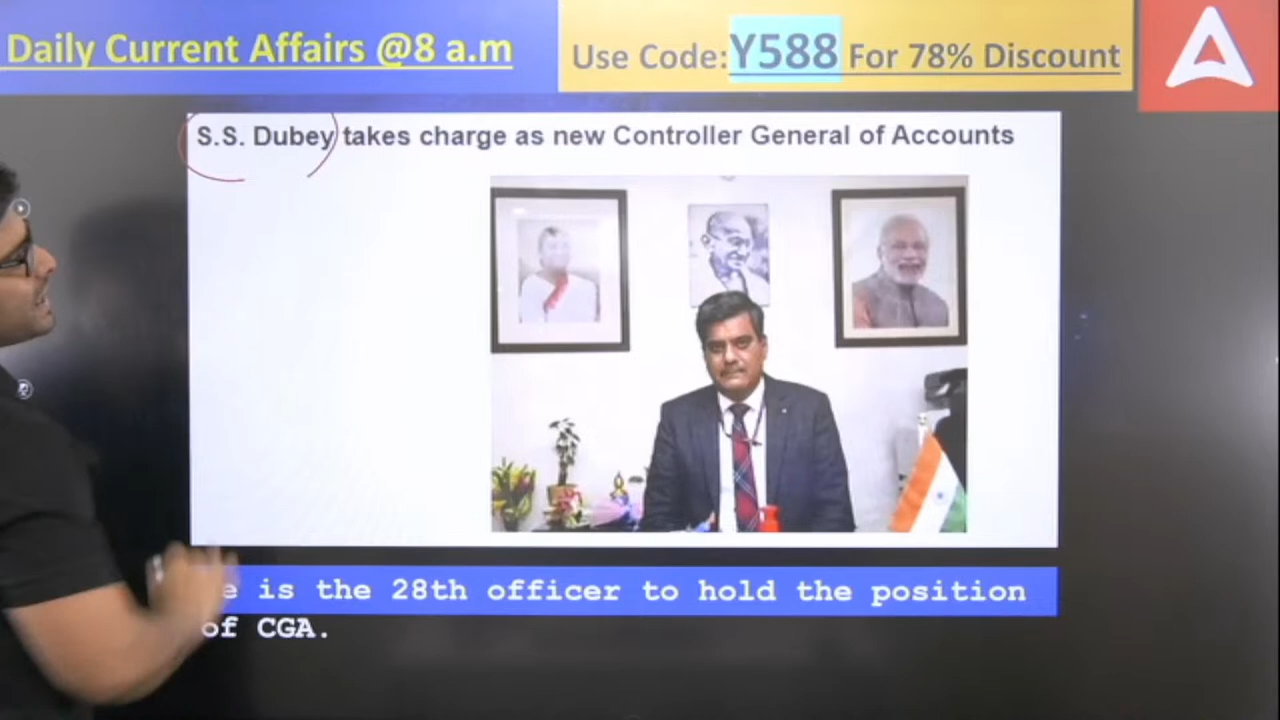 Daily Current Affairs @8 a.m
Use Code:Y588 For 78% Discount
S.S. Dubey takes charge as new Controller General of Accounts
is the 28th officer to hold the position
of CGA.